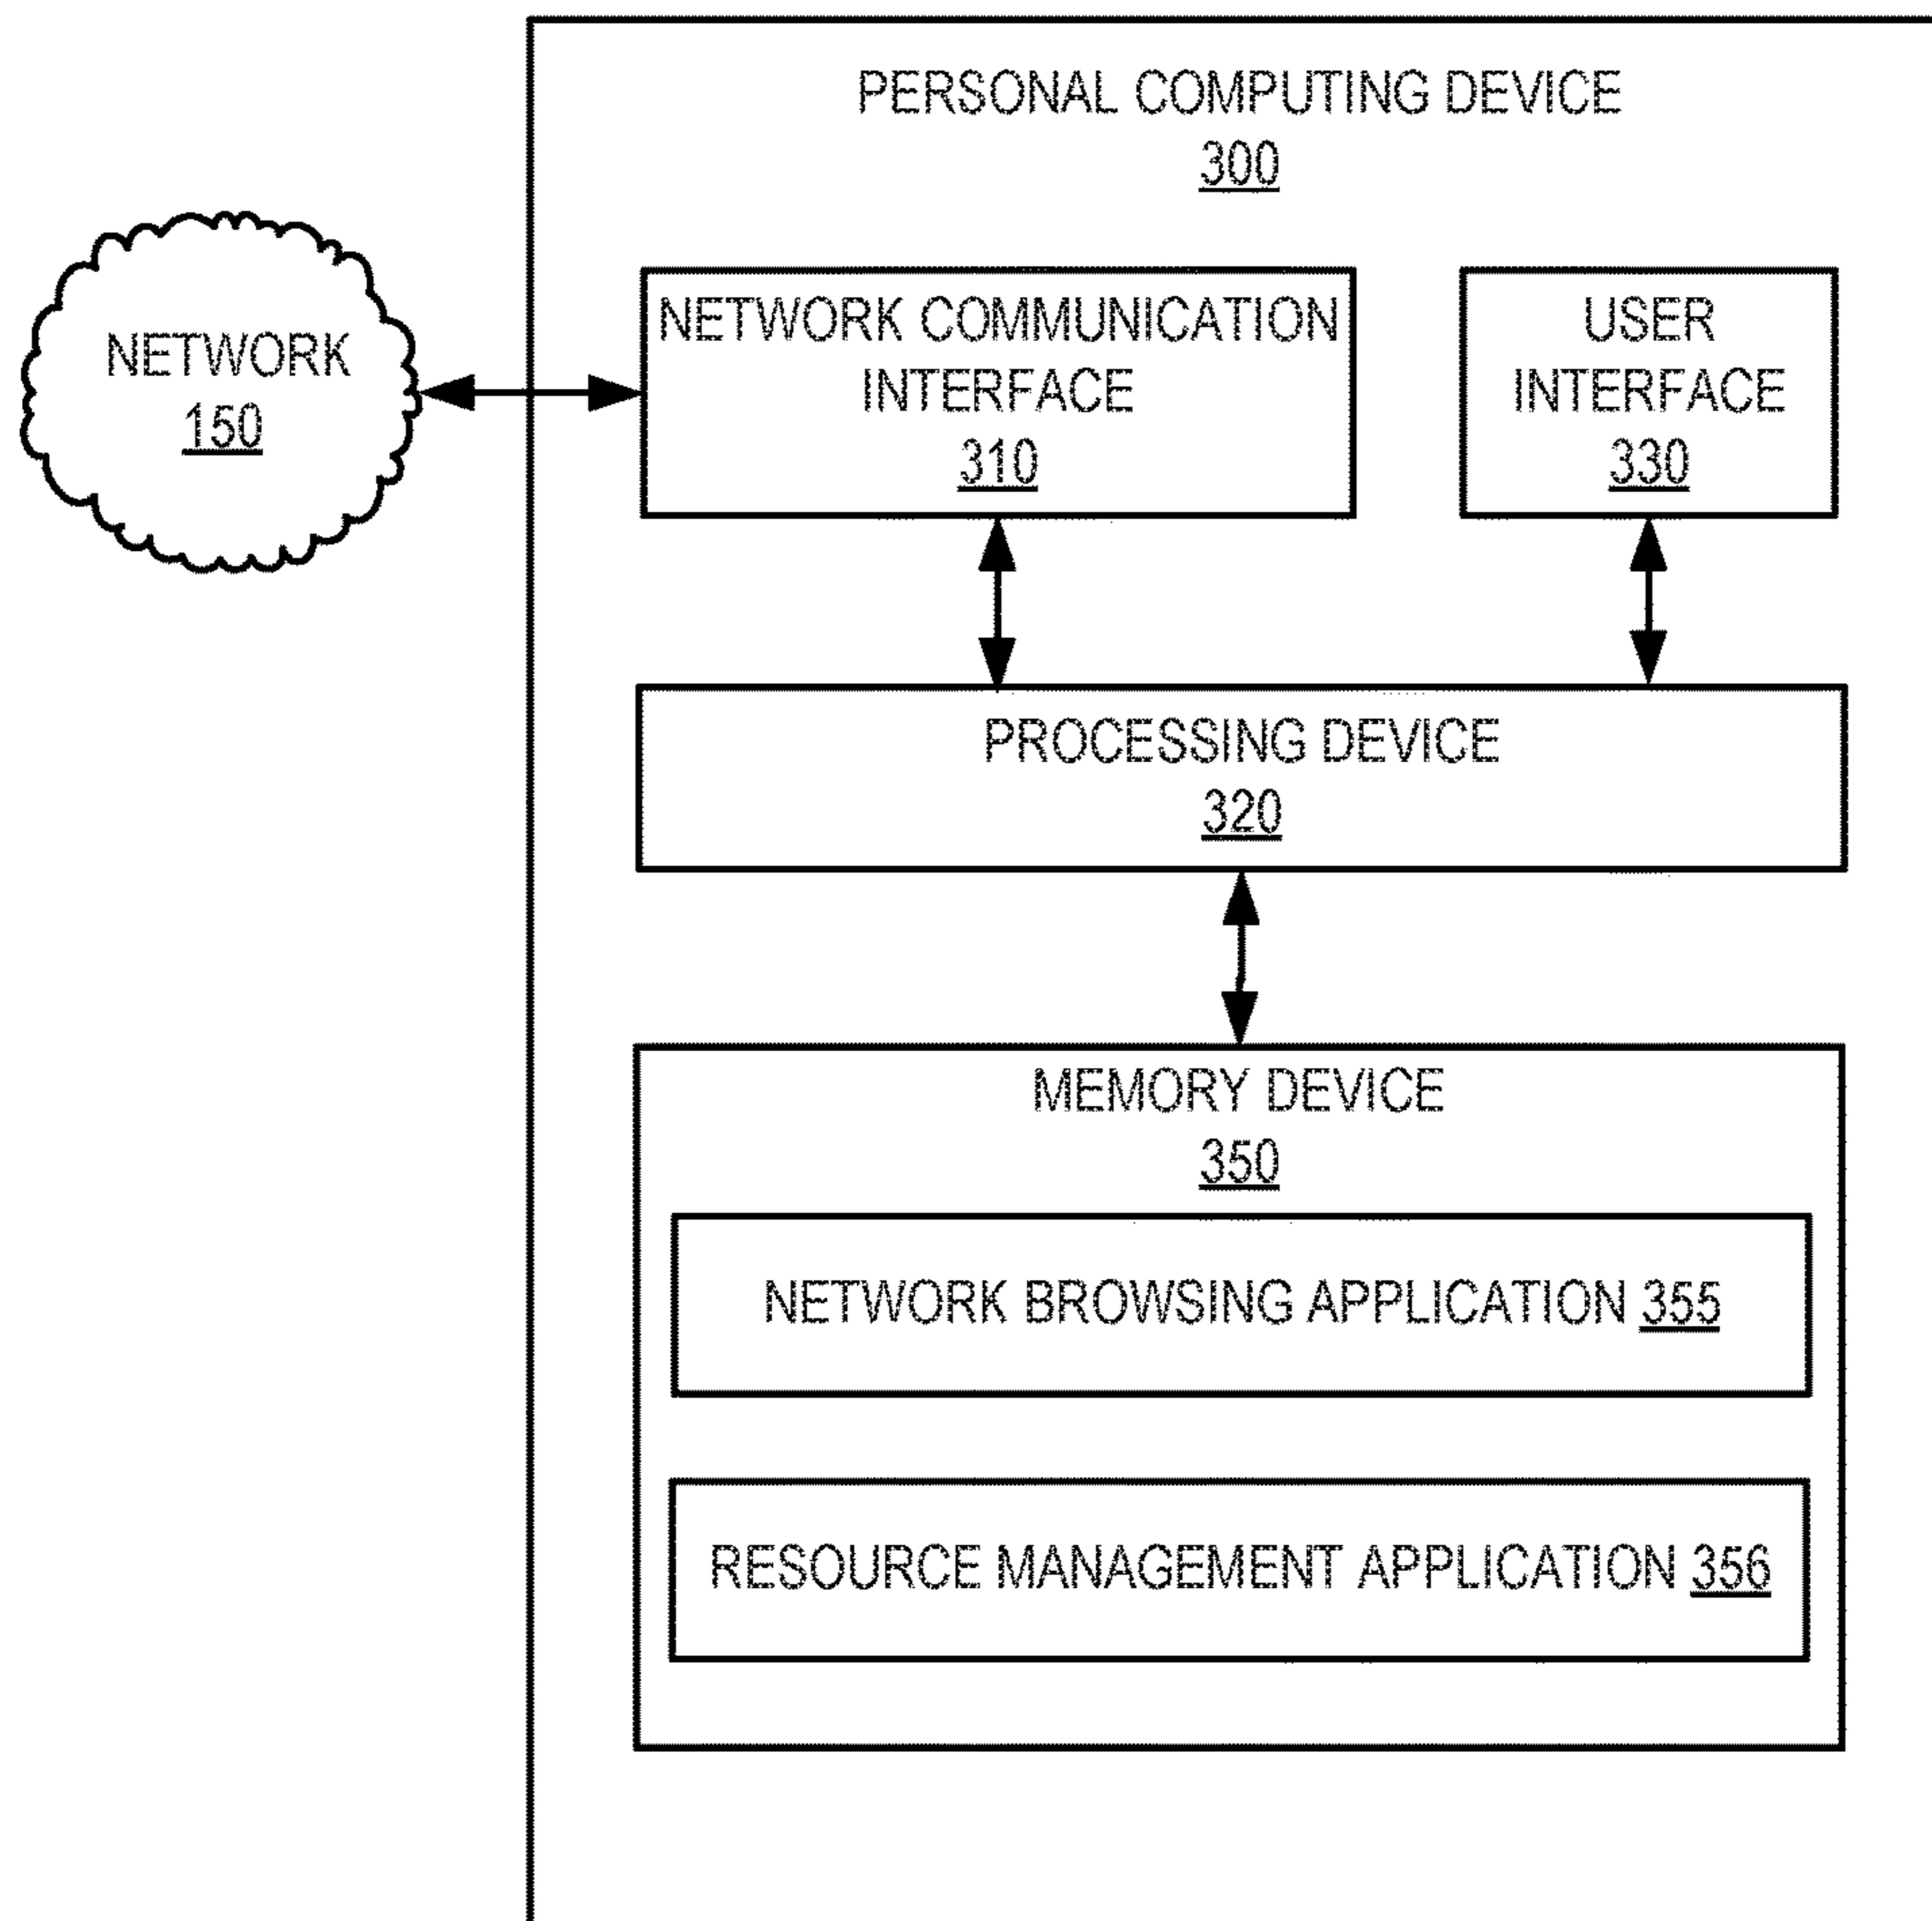 PERSONAL COMPUTING DEVICE
300
NETWORK
150
NETWORK COMMUNICATION
INTERFACE
310
USER
INTERFACE
330
PROCESSING DEVICE
320
MEMORY DEVICE
350
NETWORK BROWSING APPLICATION 355
RESOURCE MANAGEMENT APPLICATION 356